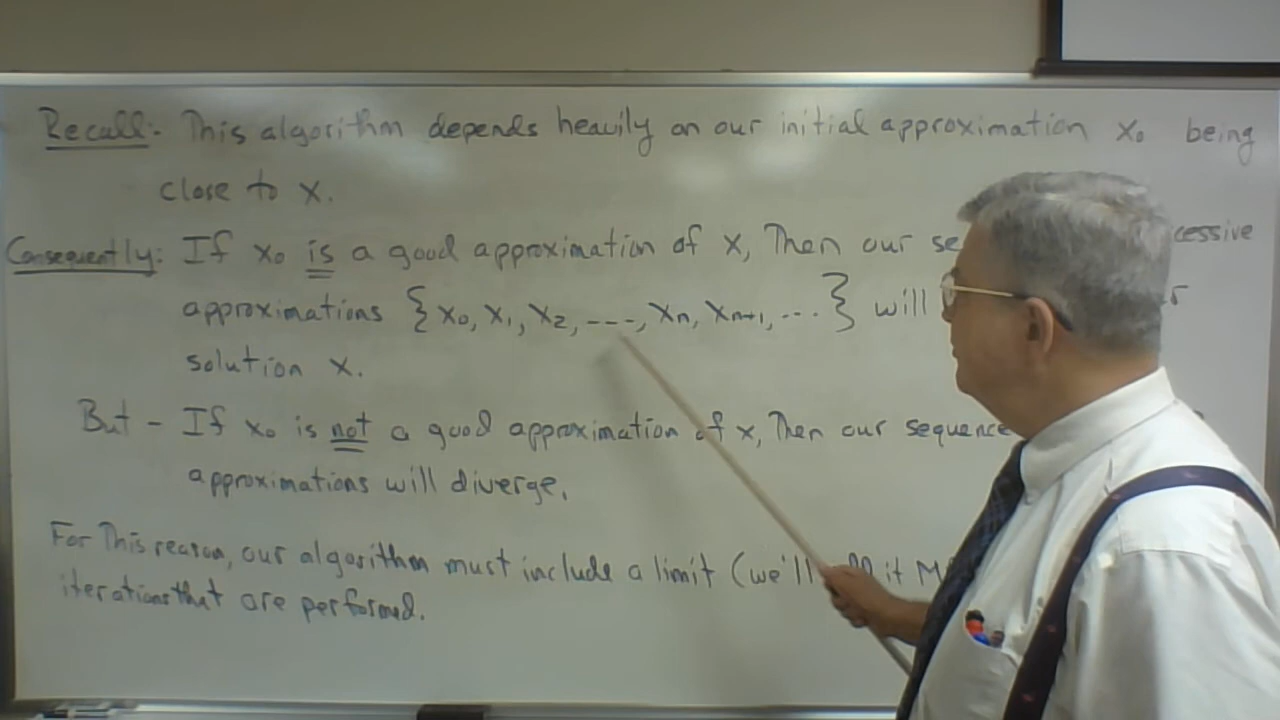 Recall: This algorithm depends heavily on our initial approximation x₀ being
close to x.
Consequently: If x₀ is a good approximation of x, Then our
approximations {x₀, x₁, x₂, ---, xₙ, xₙ₊₁, ...} will
solution x.
But - If x₀ is not a good approximation of x, Then our sequence
approximations will diverge.
For This reason, our algorithm must include a limit (we'll it
iterations that are performed.